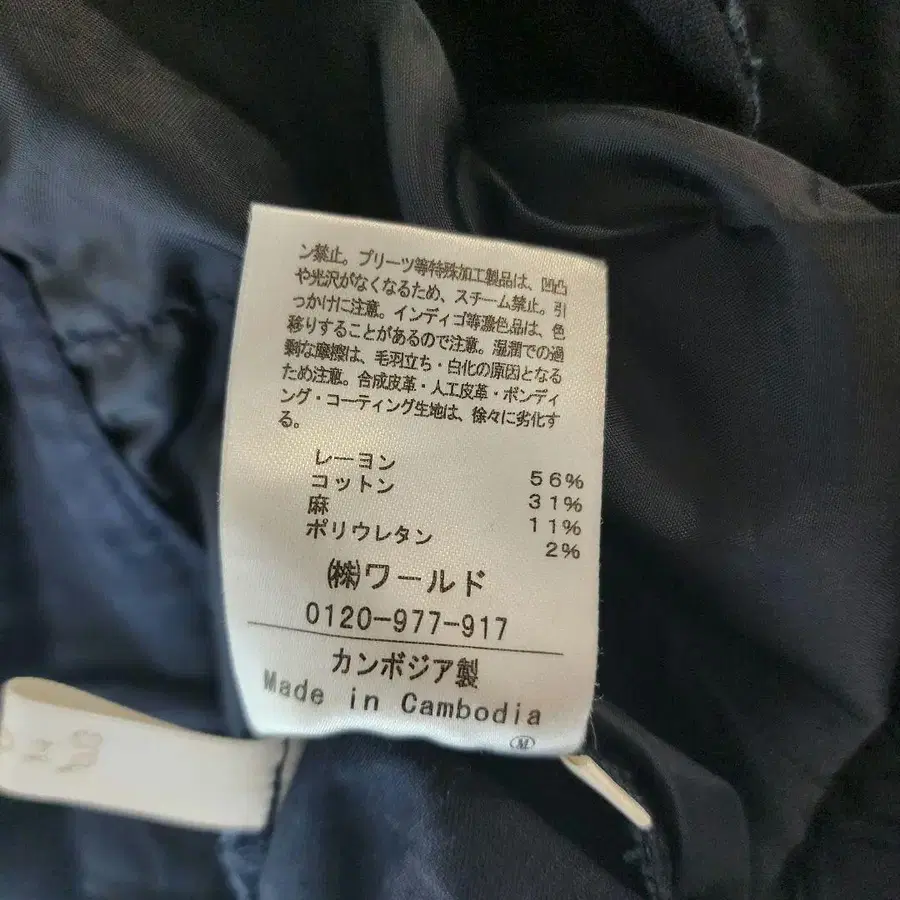 ン禁止。プリーツ等特殊加工製品は、凹凸
や光沢がなくなるため、スチーム禁止。引
っかけに注意。インディゴ等濃色品は、色
移りすることがあるので注意。湿潤での過
剰な摩擦は、毛羽立ち・白化の原因となる
ため注意。合成皮革・人工皮革・ボンディ
ング・コーティング生地は、徐々に劣化す
る。
レーヨン 56%
コットン 31%
麻 11%
ポリウレタン 2%
㈱ワールド
0120-977-917
カンボジア製
Made in Cambodia
Ⓜ